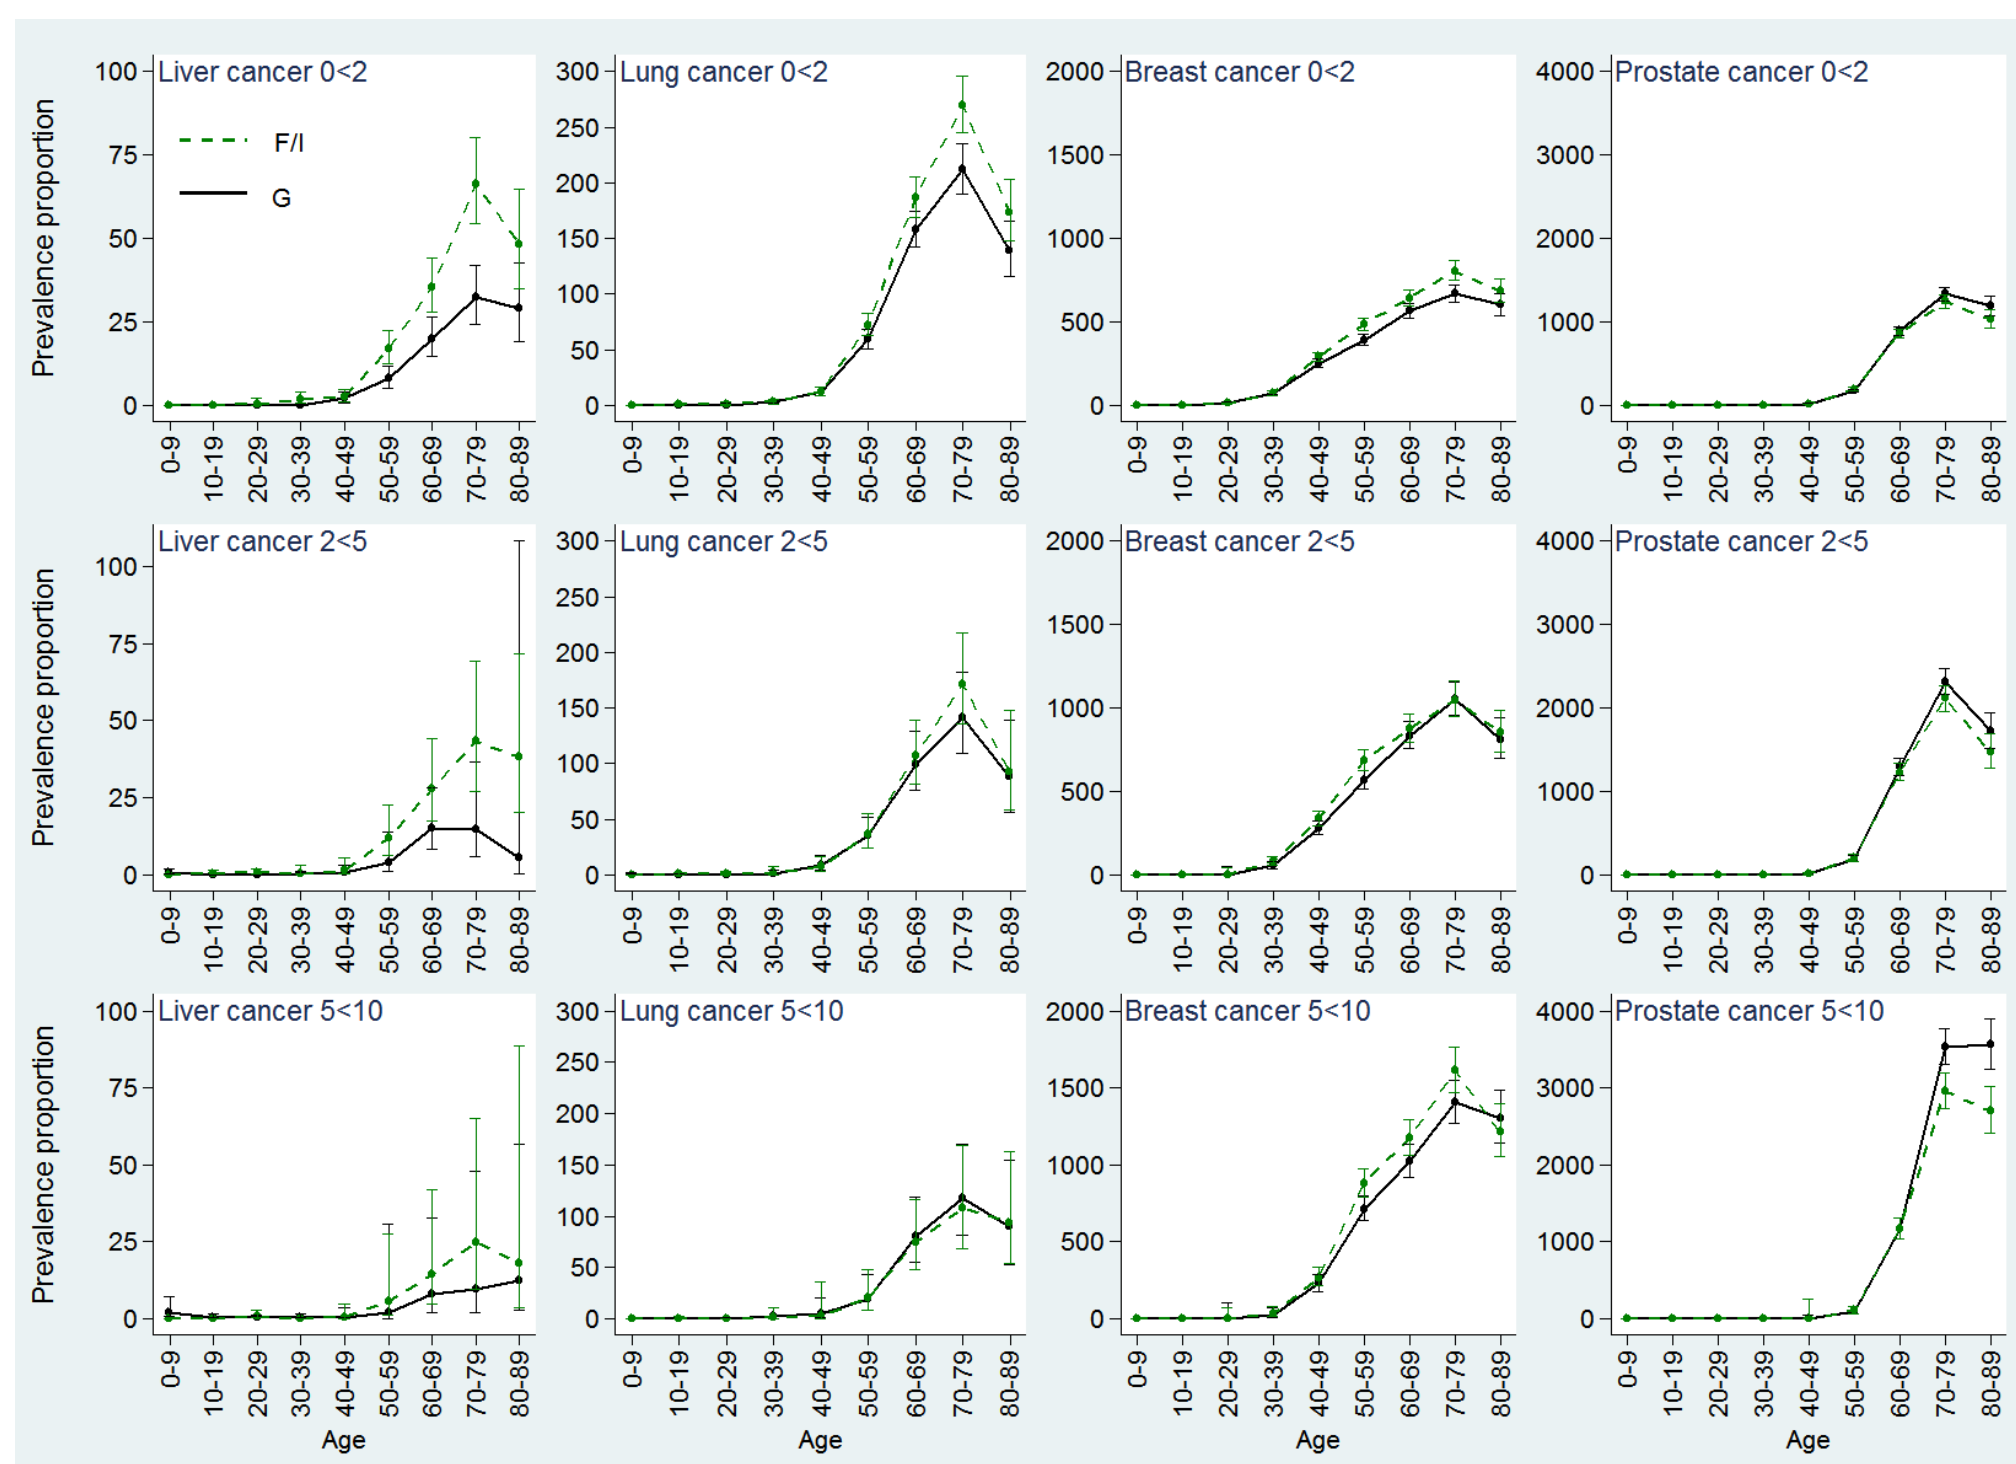 Liver cancer 0<2
Prevalence proportion
100
75
50
25
0
F/I
G
0-9 10-19 20-29 30-39 40-49 50-59 60-69 70-79 80-89
Lung cancer 0<2
300
250
200
150
100
50
0
0-9 10-19 20-29 30-39 40-49 50-59 60-69 70-79 80-89
Breast cancer 0<2
2000
1500
1000
500
0
0-9 10-19 20-29 30-39 40-49 50-59 60-69 70-79 80-89
Prostate cancer 0<2
4000
3000
2000
1000
0
0-9 10-19 20-29 30-39 40-49 50-59 60-69 70-79 80-89
Liver cancer 2<5
Prevalence proportion
100
75
50
25
0
0-9 10-19 20-29 30-39 40-49 50-59 60-69 70-79 80-89
Lung cancer 2<5
300
250
200
150
100
50
0
0-9 10-19 20-29 30-39 40-49 50-59 60-69 70-79 80-89
Breast cancer 2<5
2000
1500
1000
500
0
0-9 10-19 20-29 30-39 40-49 50-59 60-69 70-79 80-89
Prostate cancer 2<5
4000
3000
2000
1000
0
0-9 10-19 20-29 30-39 40-49 50-59 60-69 70-79 80-89
Liver cancer 5<10
Prevalence proportion
100
75
50
25
0
0-9 10-19 20-29 30-39 40-49 50-59 60-69 70-79 80-89
Age
Lung cancer 5<10
300
250
200
150
100
50
0
0-9 10-19 20-29 30-39 40-49 50-59 60-69 70-79 80-89
Age
Breast cancer 5<10
2000
1500
1000
500
0
0-9 10-19 20-29 30-39 40-49 50-59 60-69 70-79 80-89
Age
Prostate cancer 5<10
4000
3000
2000
1000
0
0-9 10-19 20-29 30-39 40-49 50-59 60-69 70-79 80-89
Age